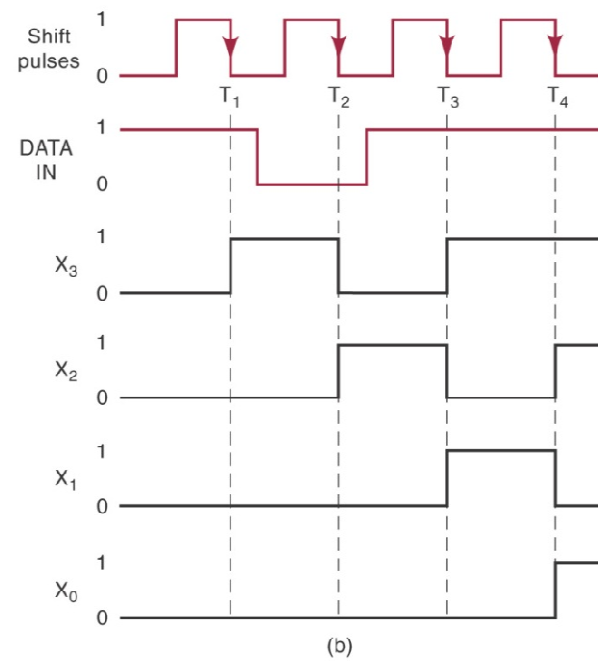 Shift pulses
1
0
T₁ T₂ T₃ T₄
DATA IN
1
0
X₃
1
0
X₂
1
0
X₁
1
0
X₀
1
0
(b)